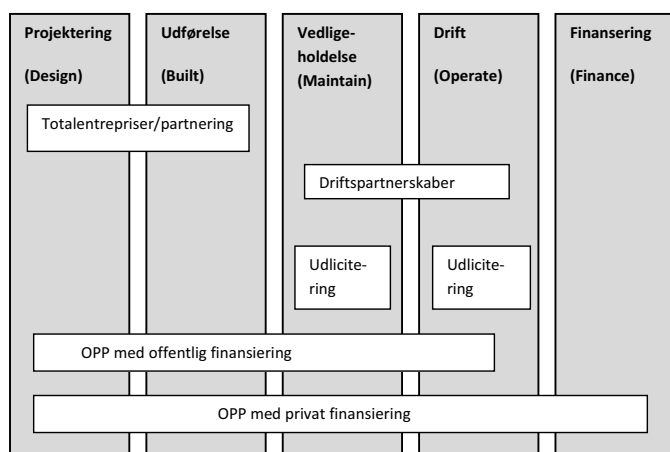 Projektering
(Design)
Udførelse
(Built)
Vedlige-
holdelse
(Maintain)
Drift
(Operate)
Finansering
(Finance)
Totalentrepriser/partnering
Driftspartnerskaber
Udlicite-
ring
Udlicite-
ring
OPP med offentlig finansiering
OPP med privat finansiering